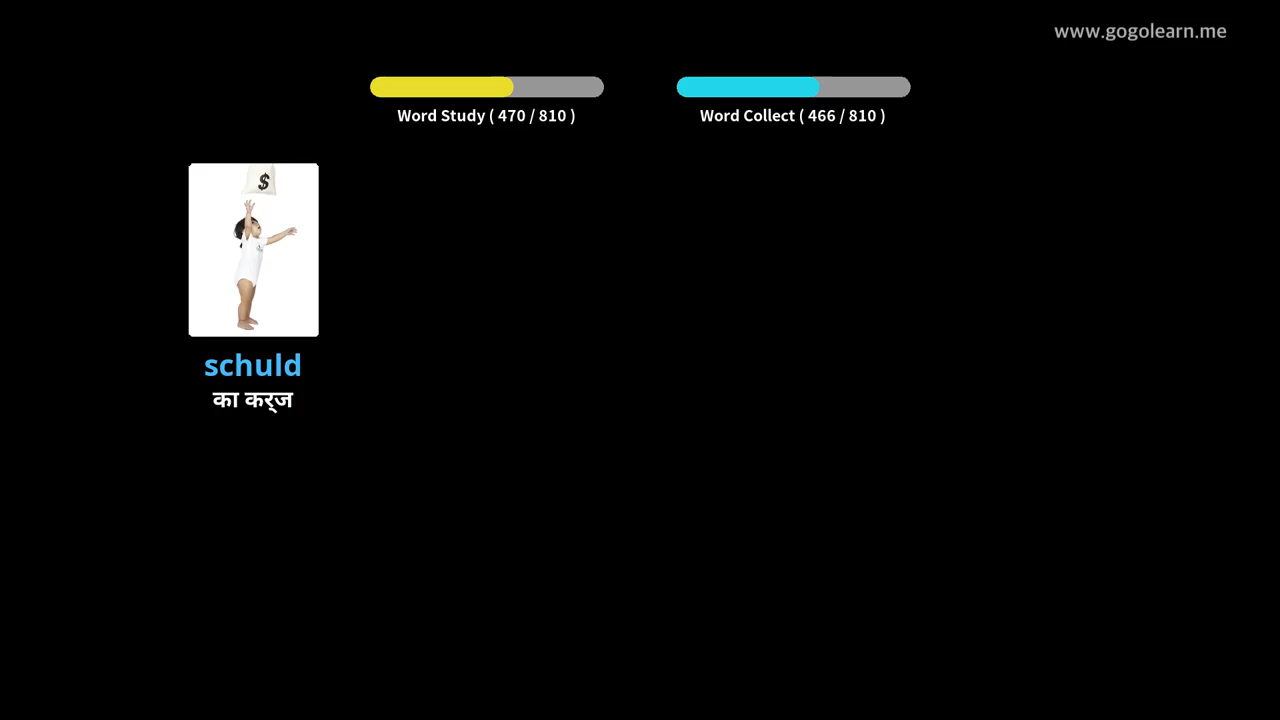 www.gogolearn.me
Word Study ( 470 / 810 )
Word Collect ( 466 / 810 )
$
schuld
का कर्ज